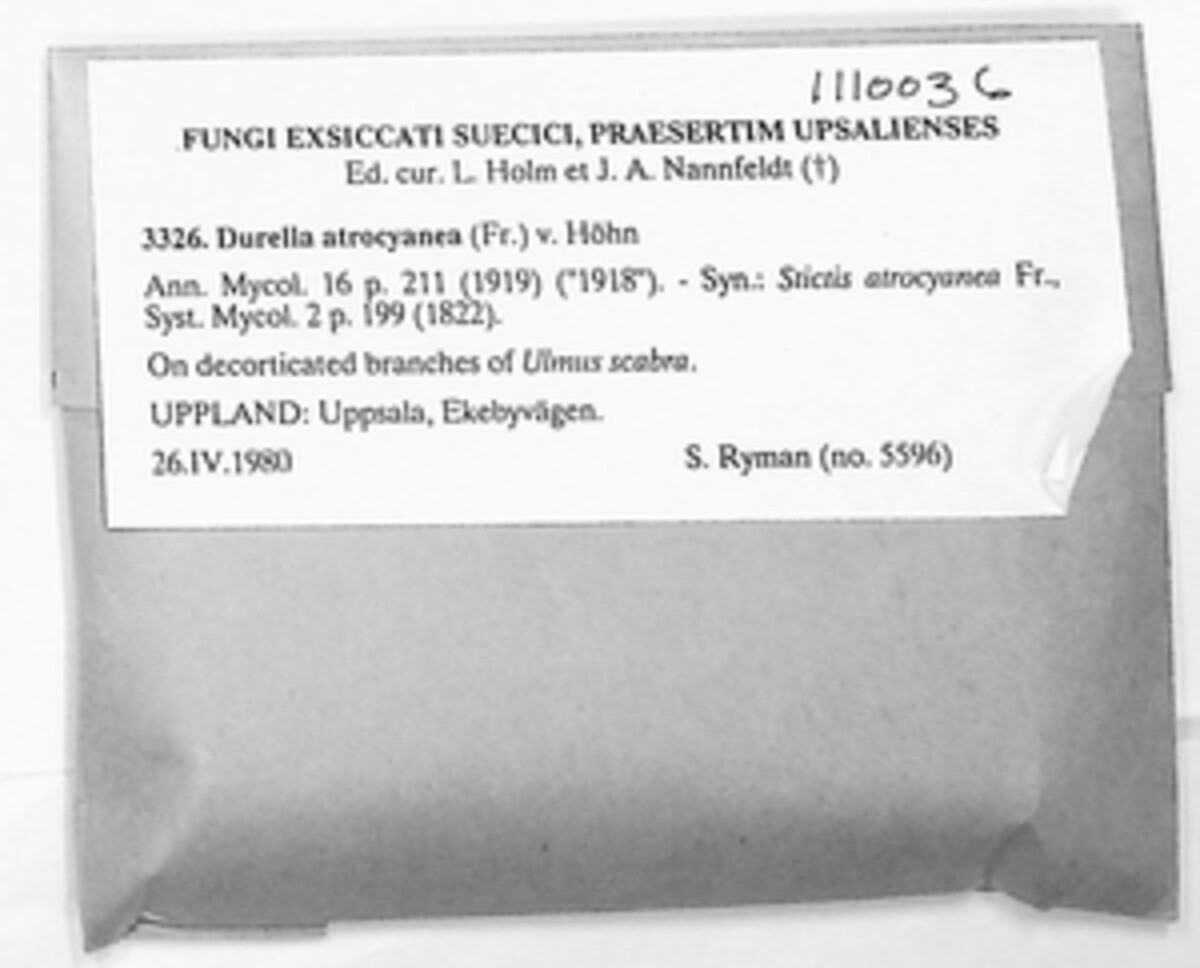 1110036
FUNGI EXSICCATI SUECICI, PRAESERTIM UPSALIENSES
Ed. cur. L. Holm et J. A. Nannfeldt (†)
3326. Durella atrocyanea (Fr.) v. Höhn
Ann. Mycol. 16 p. 211 (1919) ("1918"). - Syn.: Stictis atrocyanea Fr.,
Syst. Mycol. 2 p. 199 (1822).
On decorticated branches of Ulmus scabra.
UPPLAND: Uppsala, Ekebyvägen.
26.IV.1980 S. Ryman (no. 5596)